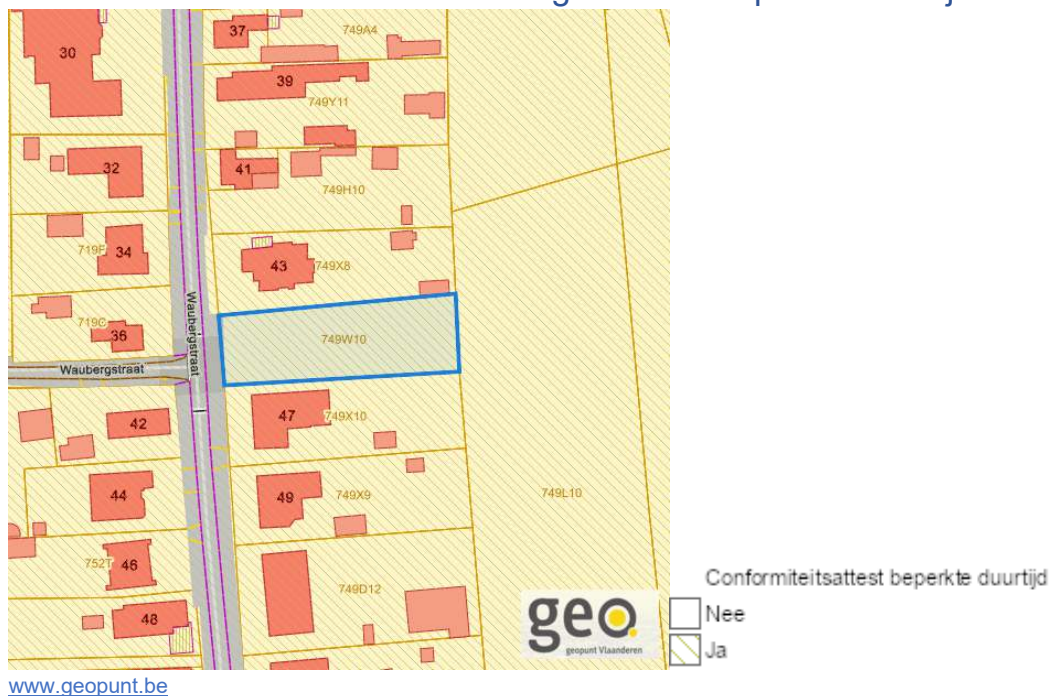 37
749A4
30
39
749Y11
32
41
749H10
719F
34
43
749X8
Waubergstraat
719C
36
749W10
Waubergstraat
42
47
749X10
44
49
749X9
749L10
752T
46
749D12
48
geo
geopunt Vlaanderen
Conformiteitsattest beperkte duurtijd
Nee
Ja
www.geopunt.be